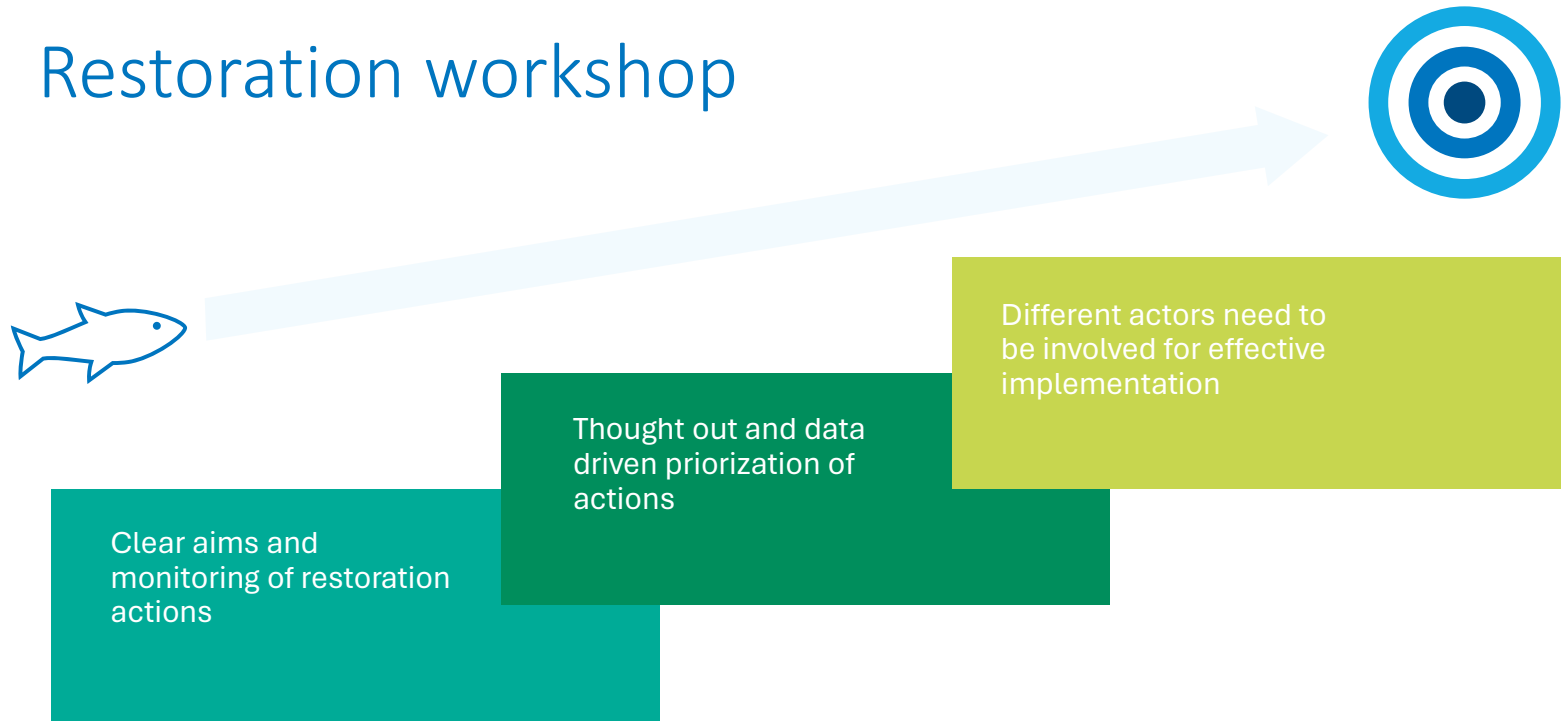 Restoration workshop
Different actors need to
be involved for effective
implementation
Thought out and data
driven priorization of
actions
Clear aims and
monitoring of restoration
actions